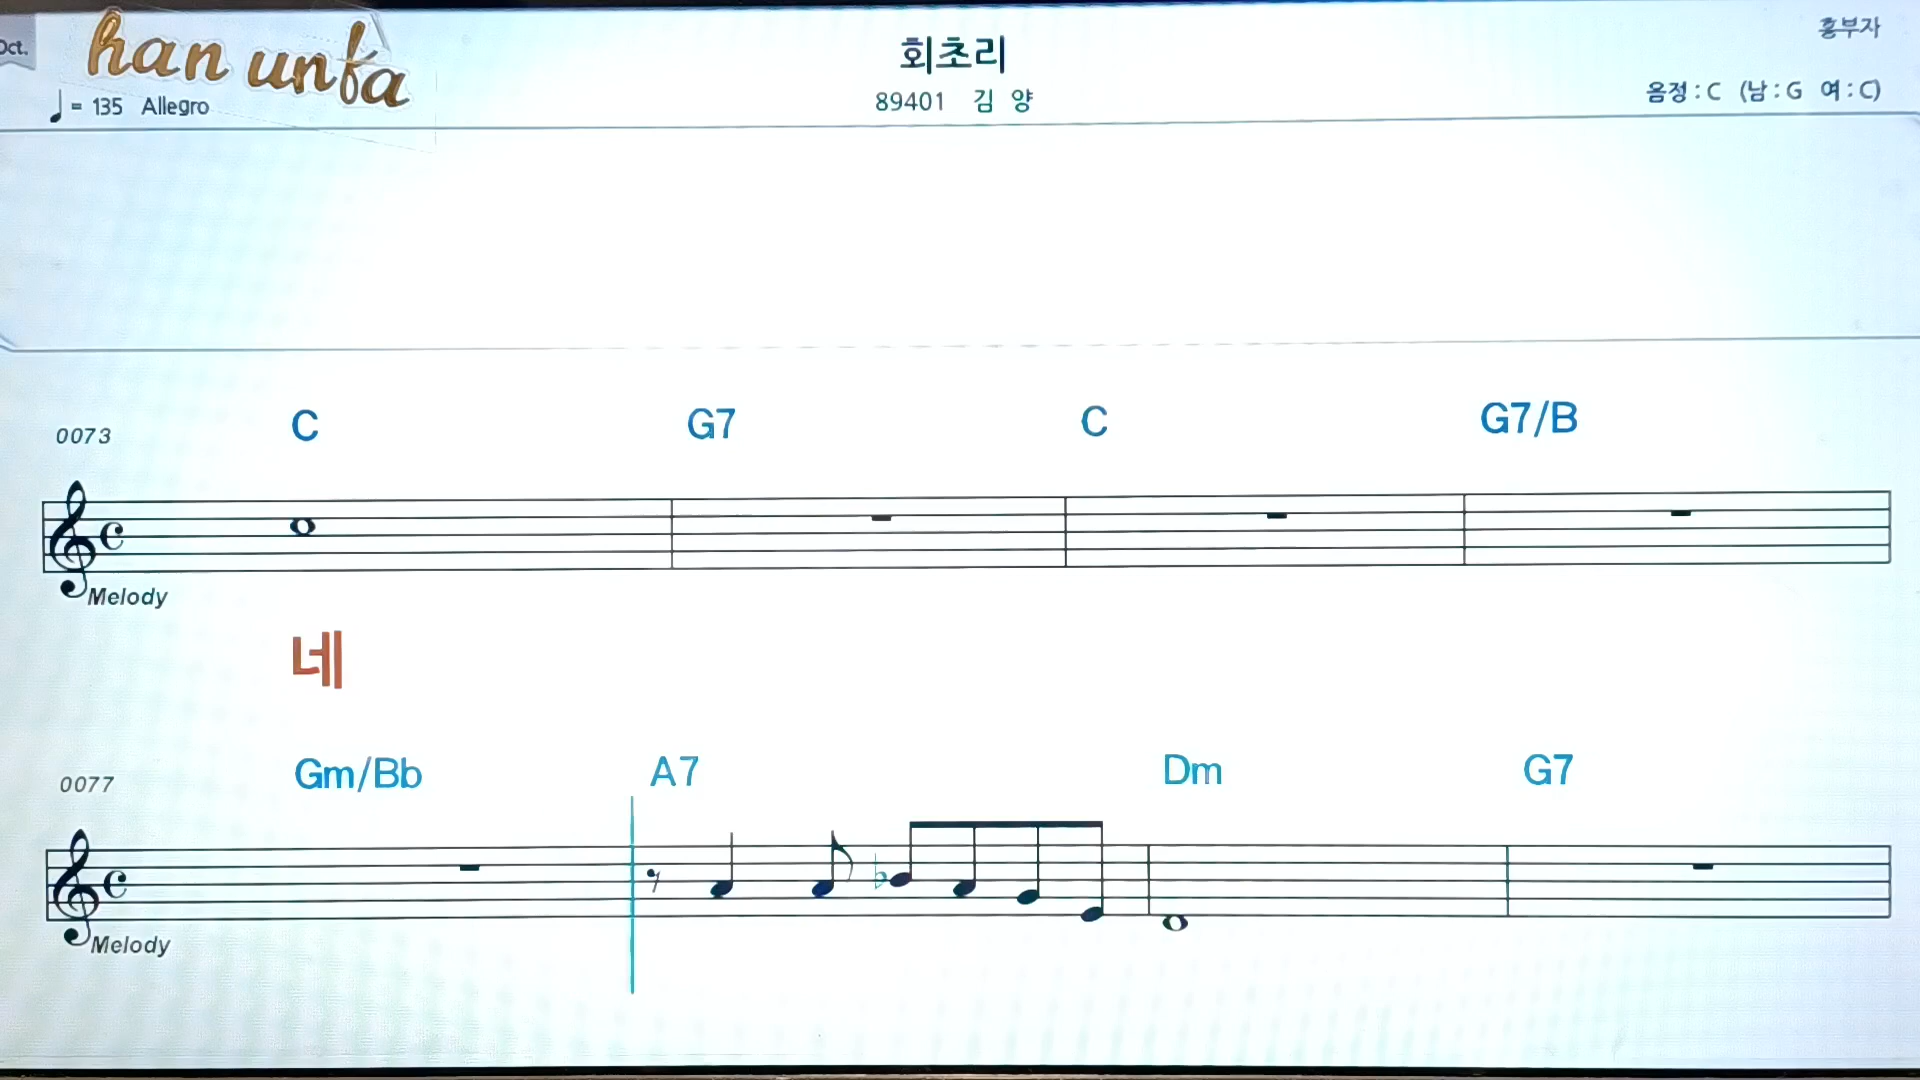 Oct.
han unfa
흥부자
회초리
♩ = 135 Allegro
89401 김 양
음정 : C (남 : G 여 : C)
0073
C G7 C G7/B
Melody
네
0077
Gm/Bb A7 Dm G7
Melody